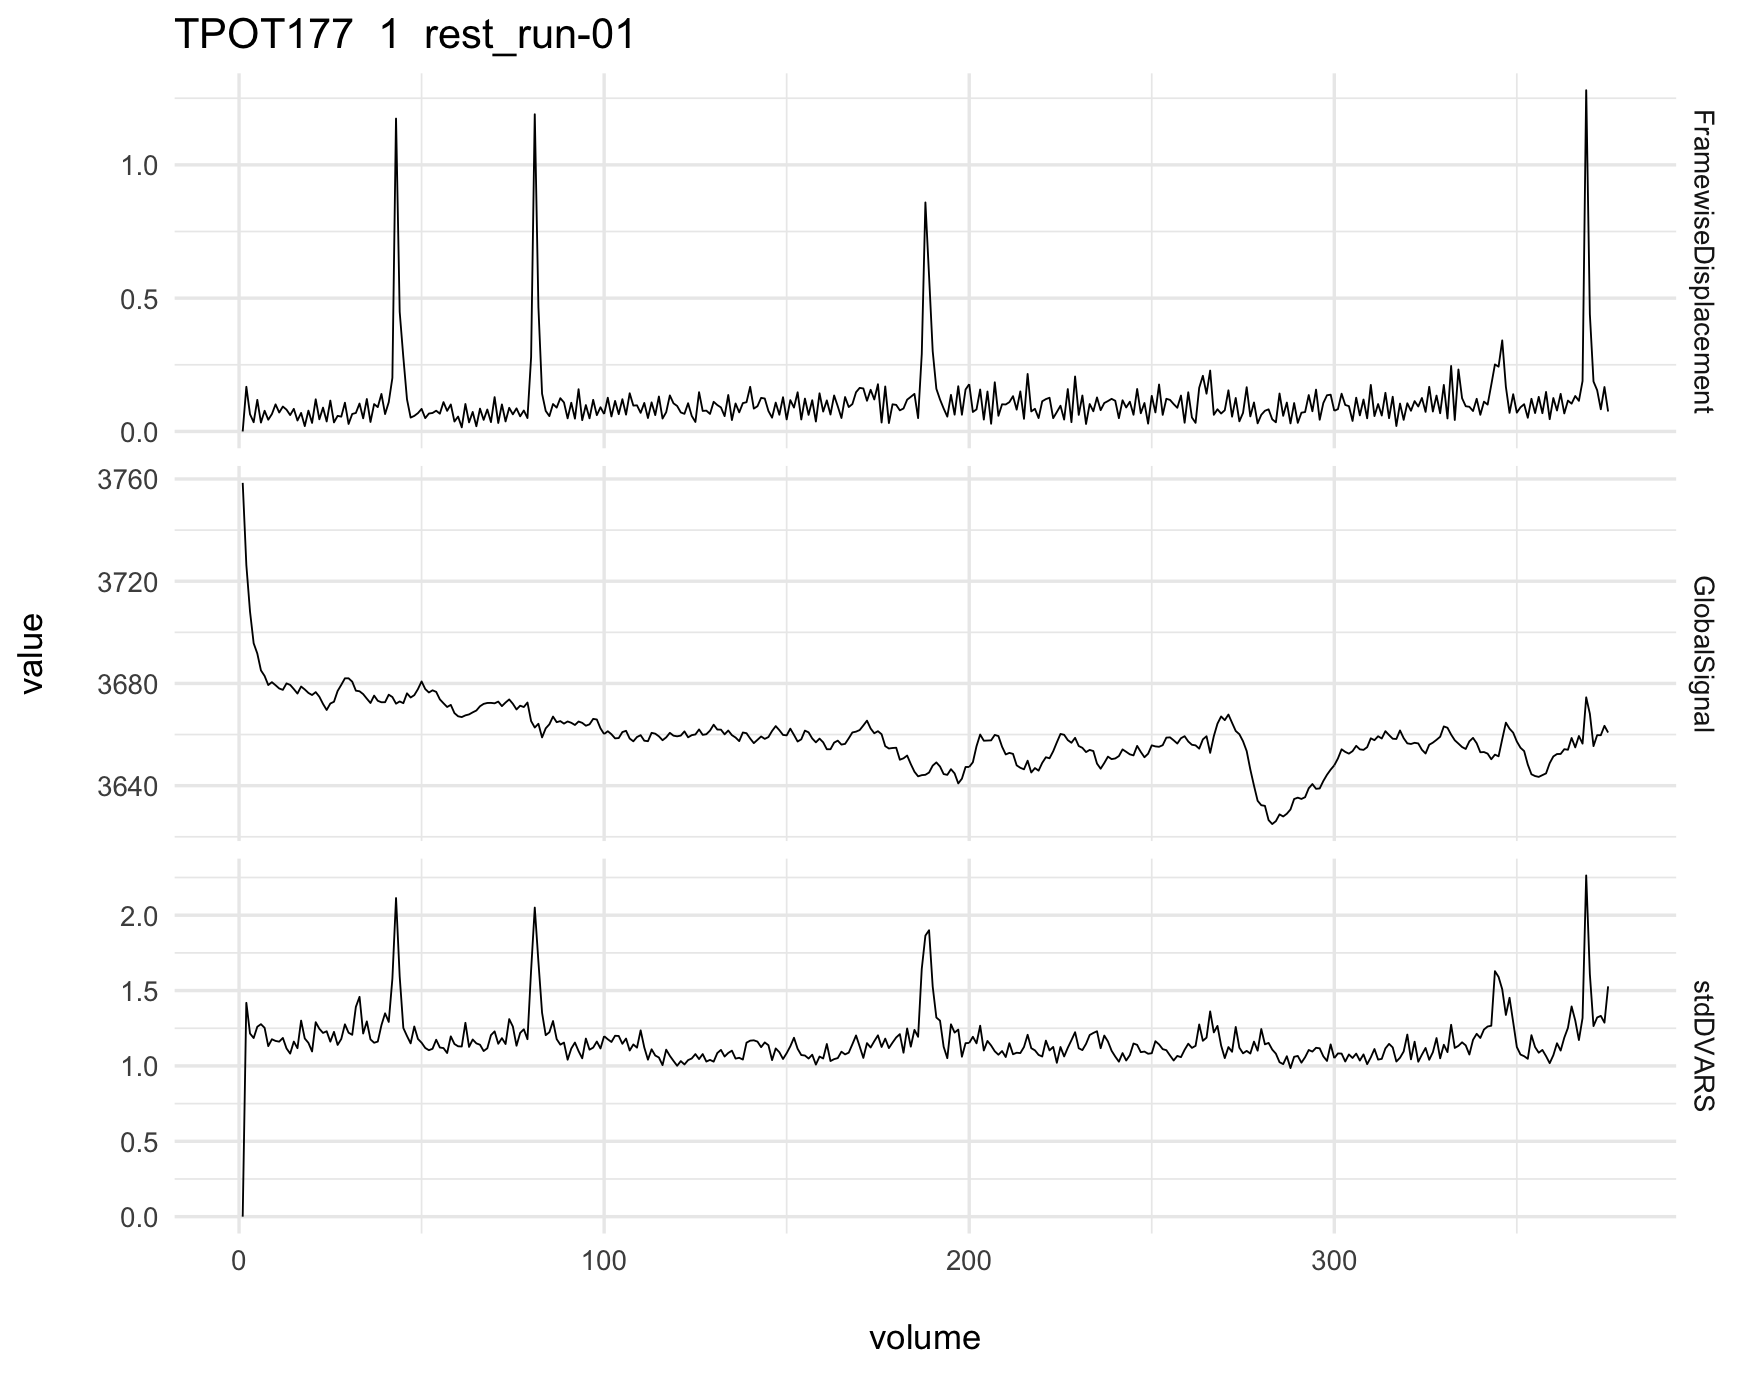 TPOT177 1 rest_run-01
1.0
0.5
0.0
FramewiseDisplacement
3760
3720
3680
3640
GlobalSignal
value
2.0
1.5
1.0
0.5
0.0
stdDVARS
0 100 200 300
volume